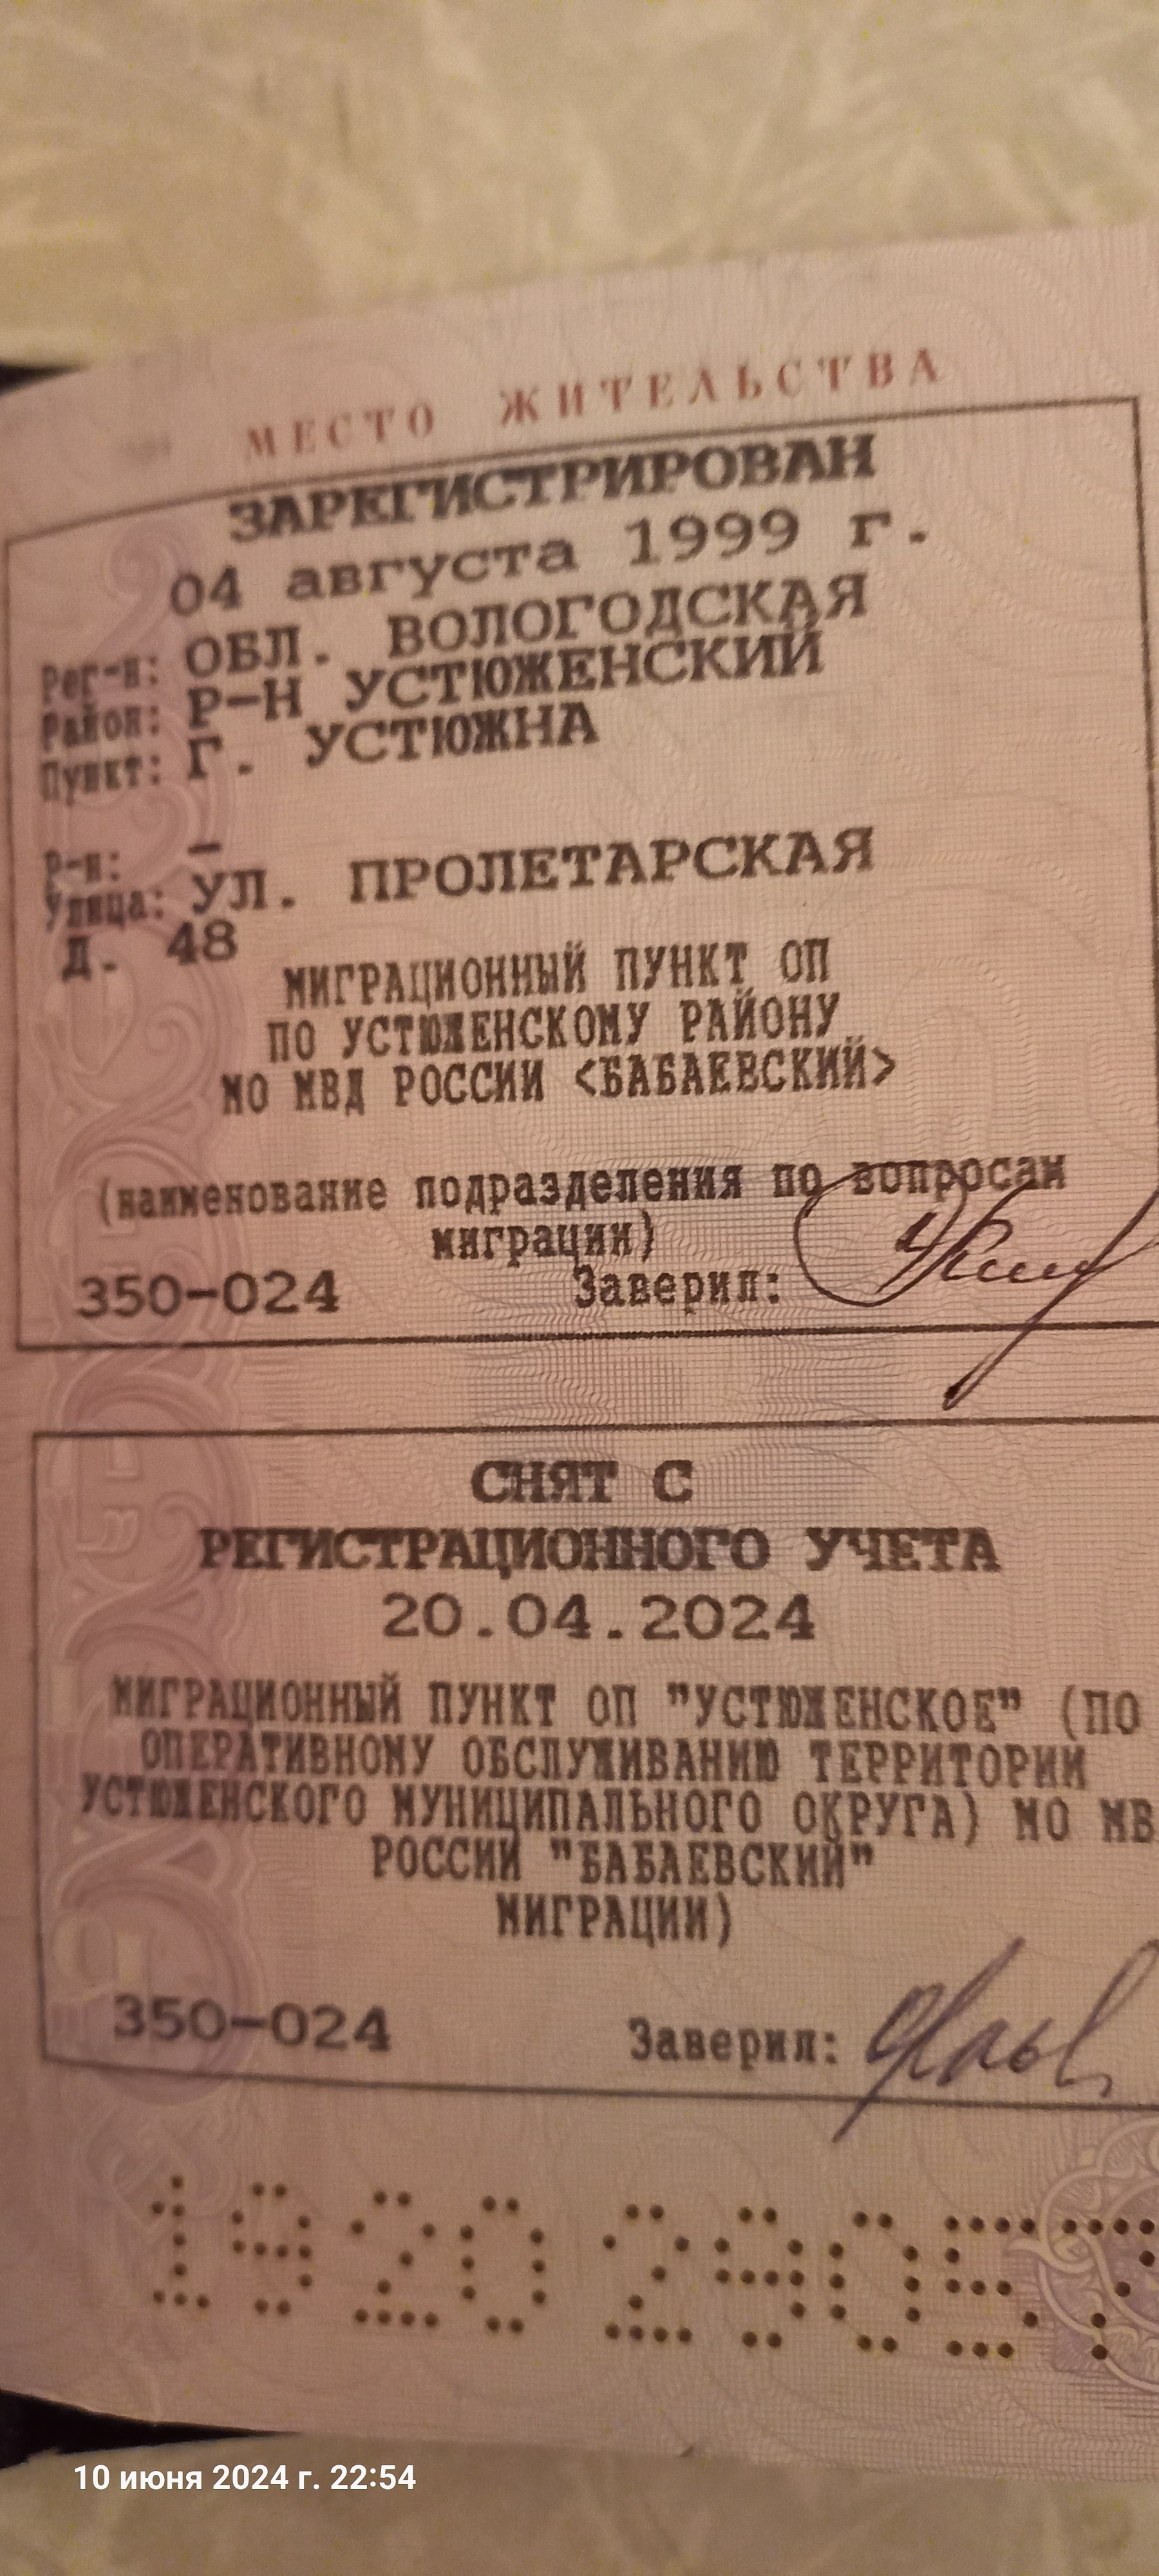 МЕСТО ЖИТЕЛЬСТВА
ЗАРЕГИСТРИРОВАН
04 августа 1999 г.
Рег-н: ОБЛ. ВОЛОГОДСКАЯ
Район: Р-Н УСТЮЖЕНСКИЙ
Пункт: Г. УСТЮЖНА
Р-н: -
Улица: УЛ. ПРОЛЕТАРСКАЯ
Д. 48
МИГРАЦИОННЫЙ ПУНКТ ОП
ПО УСТЮЖЕНСКОМУ РАЙОНУ
МО МВД РОССИИ <БАБАЕВСКИЙ>
(наименование подразделения по вопросам
миграции)
350-024 Заверил:
СНЯТ С
РЕГИСТРАЦИОННОГО УЧЕТА
20.04.2024
МИГРАЦИОННЫЙ ПУНКТ ОП "УСТЮЖЕНСКОЕ" (ПО
ОПЕРАТИВНОМУ ОБСЛУЖИВАНИЮ ТЕРРИТОРИИ
УСТЮЖЕНСКОГО МУНИЦИПАЛЬНОГО ОКРУГА) МО МВ
РОССИИ "БАБАЕВСКИЙ"
МИГРАЦИИ)
350-024 Заверил:
19 20 29057
10 июня 2024 г. 22:54